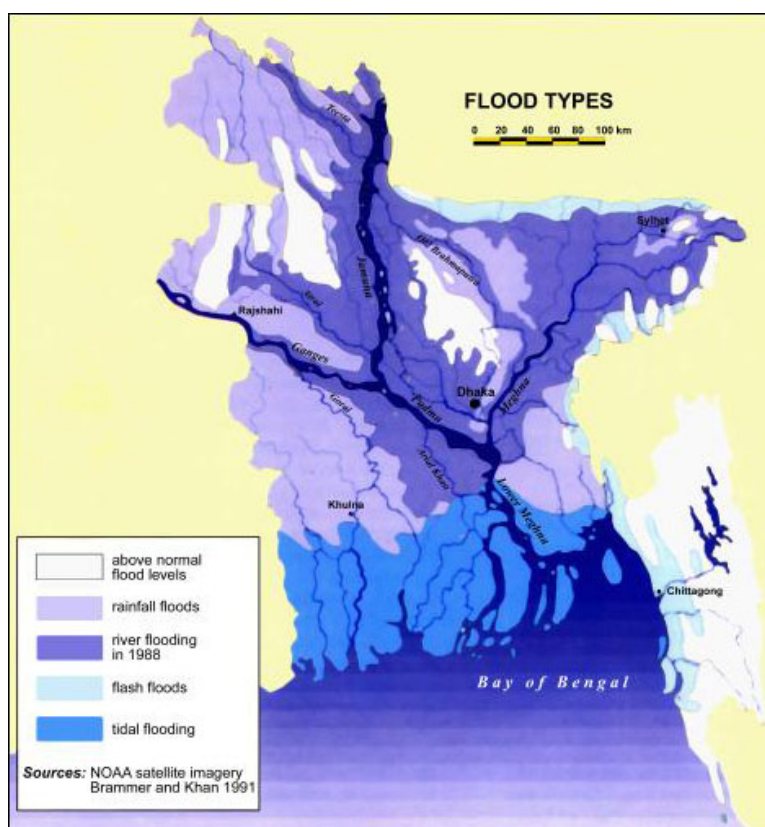 FLOOD TYPES
0 20 40 60 80 100 km
Teesta
Sylhet
Old Brahmaputra
Jamuna
Atrai
Rajshahi
Ganges
Dhaka
Meghna
Padma
Gorai
Arial Khan
Khulna
Lower Meghna
Chittagong
Bay of Bengal
above normal
flood levels
rainfall floods
river flooding
in 1988
flash floods
tidal flooding
Sources: NOAA satellite imagery
Brammer and Khan 1991